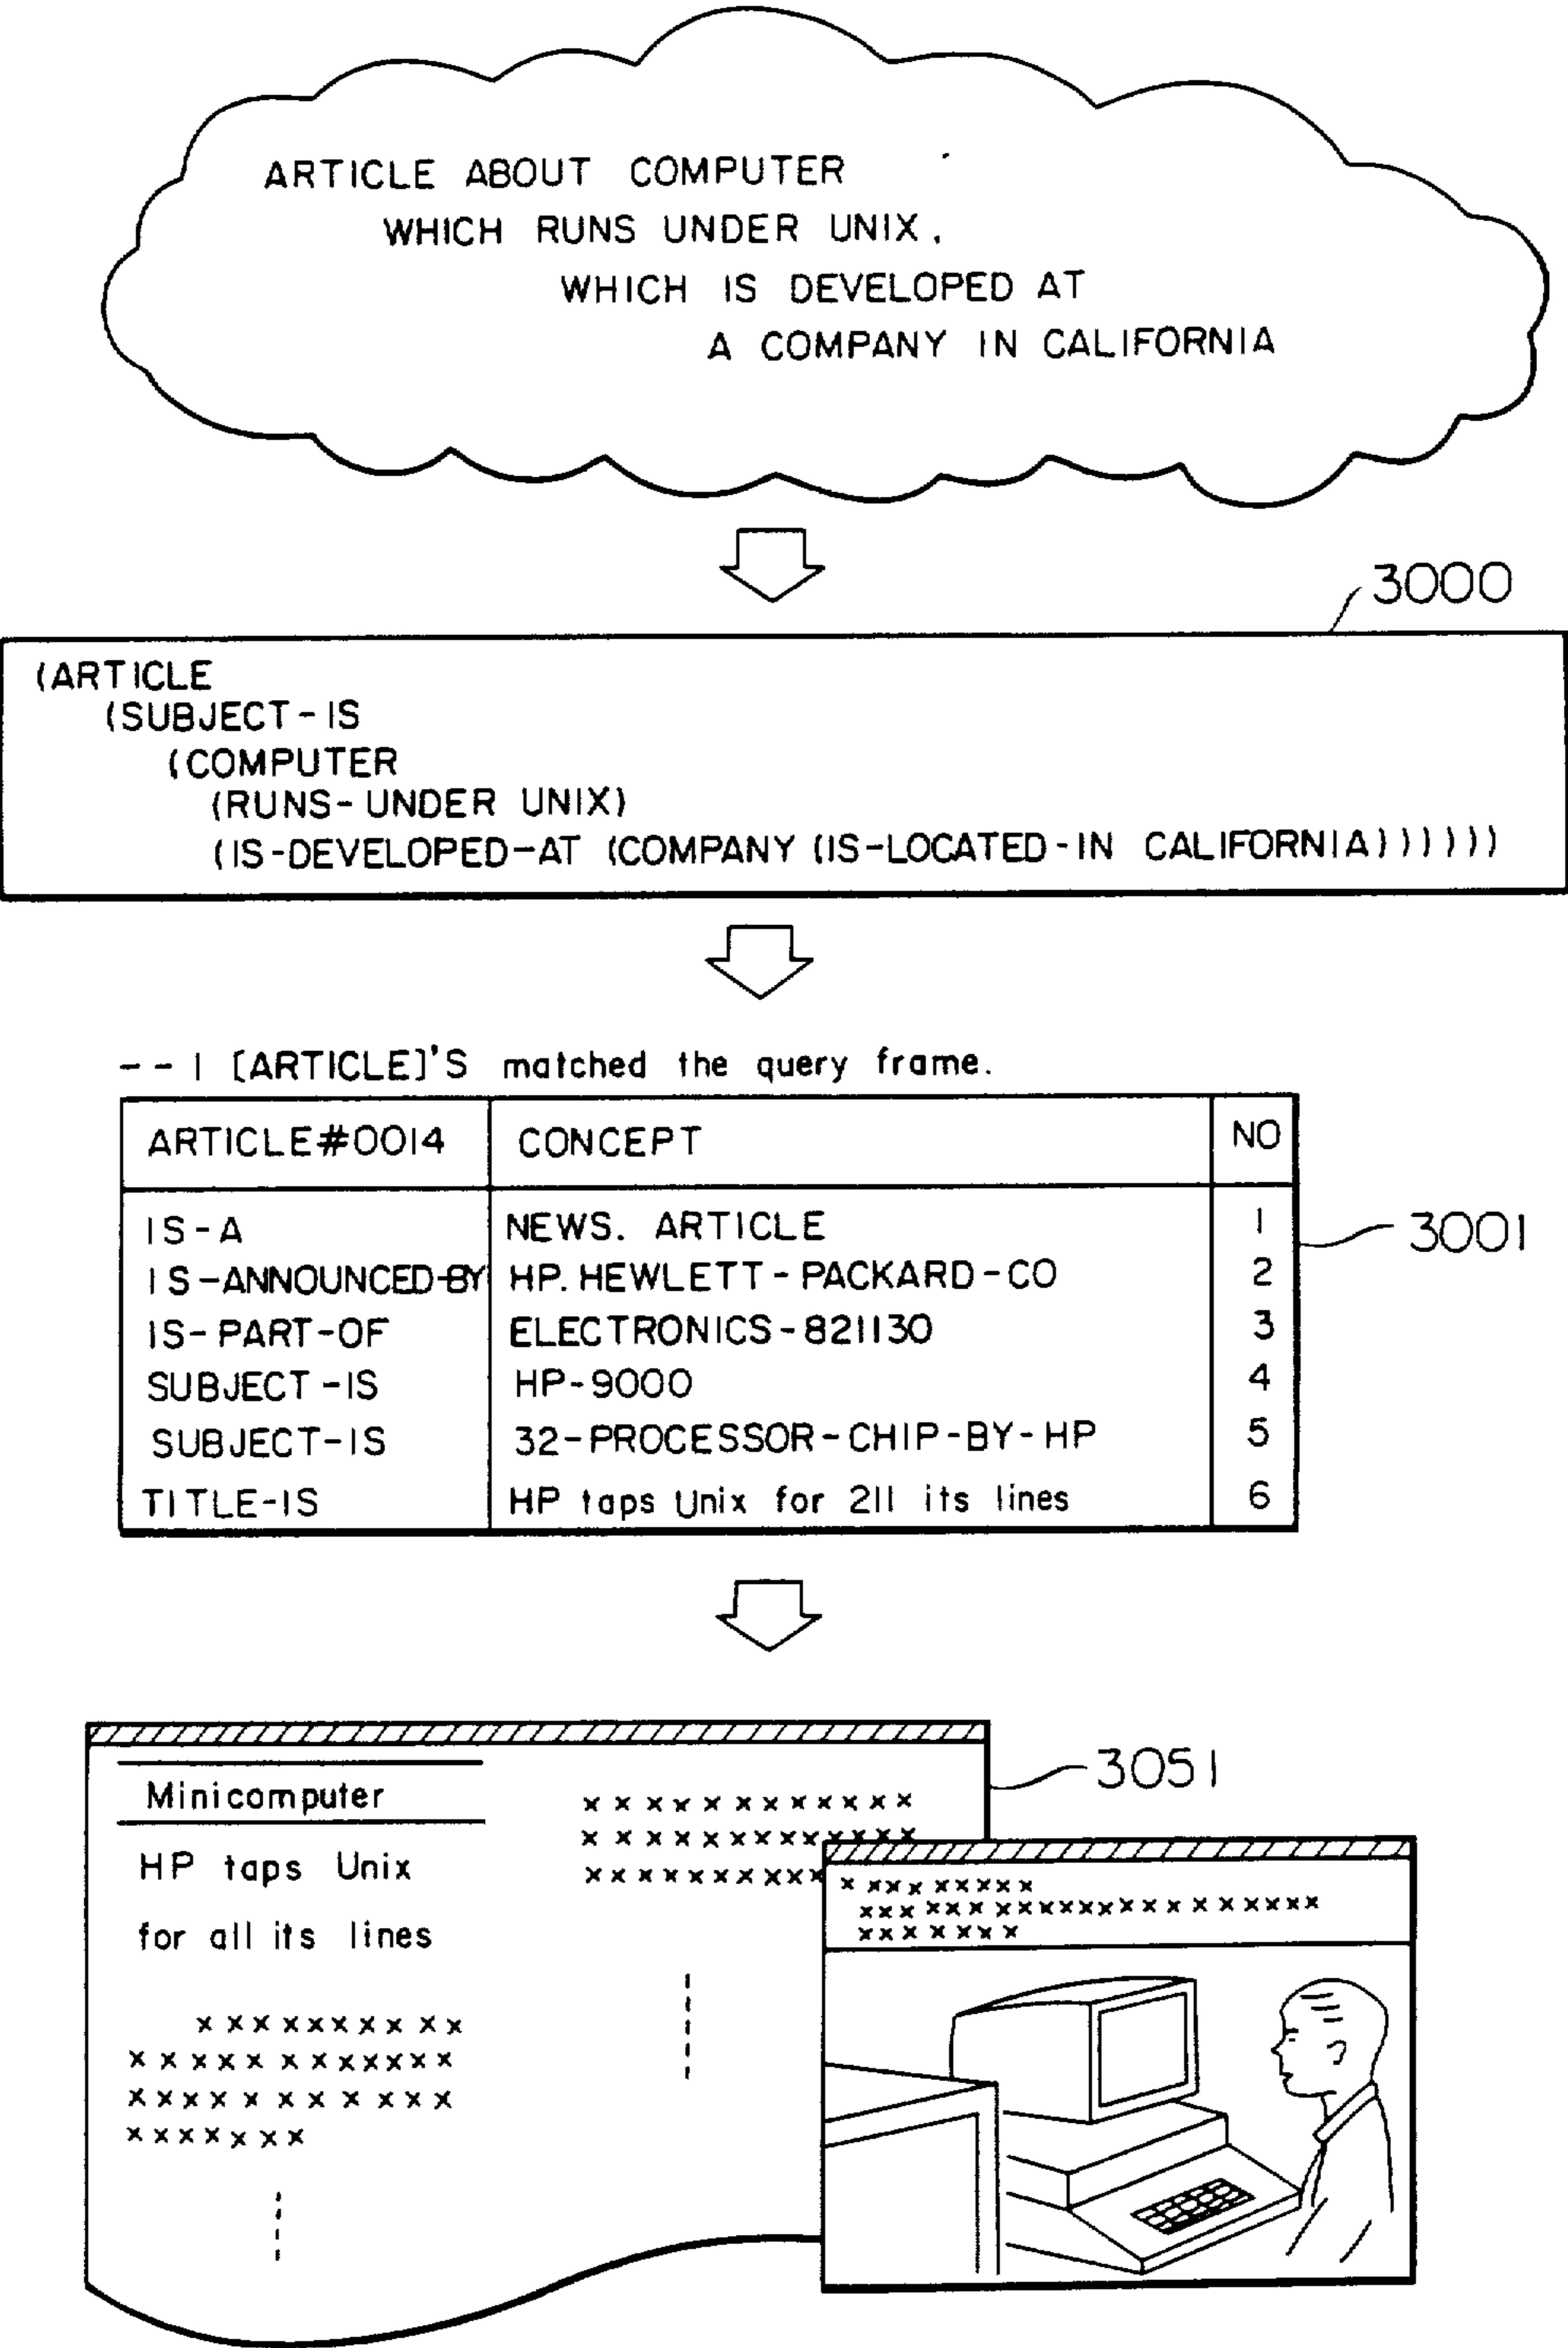 ARTICLE ABOUT COMPUTER
WHICH RUNS UNDER UNIX,
WHICH IS DEVELOPED AT
A COMPANY IN CALIFORNIA
3000
(ARTICLE
(SUBJECT-IS
(COMPUTER
(RUNS-UNDER UNIX)
(IS-DEVELOPED-AT (COMPANY (IS-LOCATED-IN CALIFORNIA))))))
-- 1 [ARTICLE]'S matched the query frame.
ARTICLE#0014 CONCEPT NO
IS-A NEWS. ARTICLE 1
IS-ANNOUNCED-BY HP. HEWLETT-PACKARD-CO 2
3001
IS-PART-OF ELECTRONICS-821130 3
SUBJECT-IS HP-9000 4
SUBJECT-IS 32-PROCESSOR-CHIP-BY-HP 5
TITLE-IS HP taps Unix for 2ll its lines 6
3051
Minicomputer
HP taps Unix
for all its lines